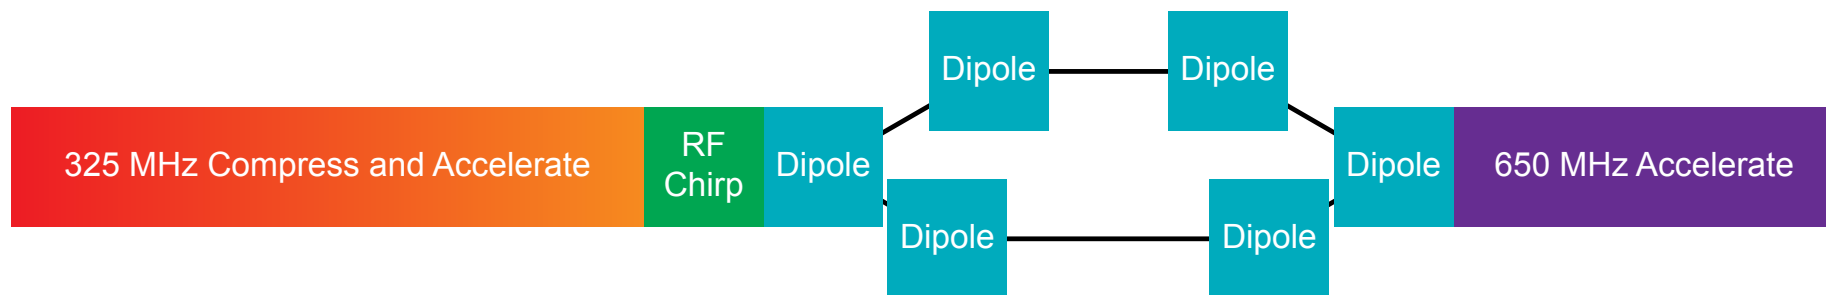 325 MHz Compress and Accelerate
RF
Chirp
Dipole
Dipole
Dipole
Dipole
Dipole
Dipole
650 MHz Accelerate